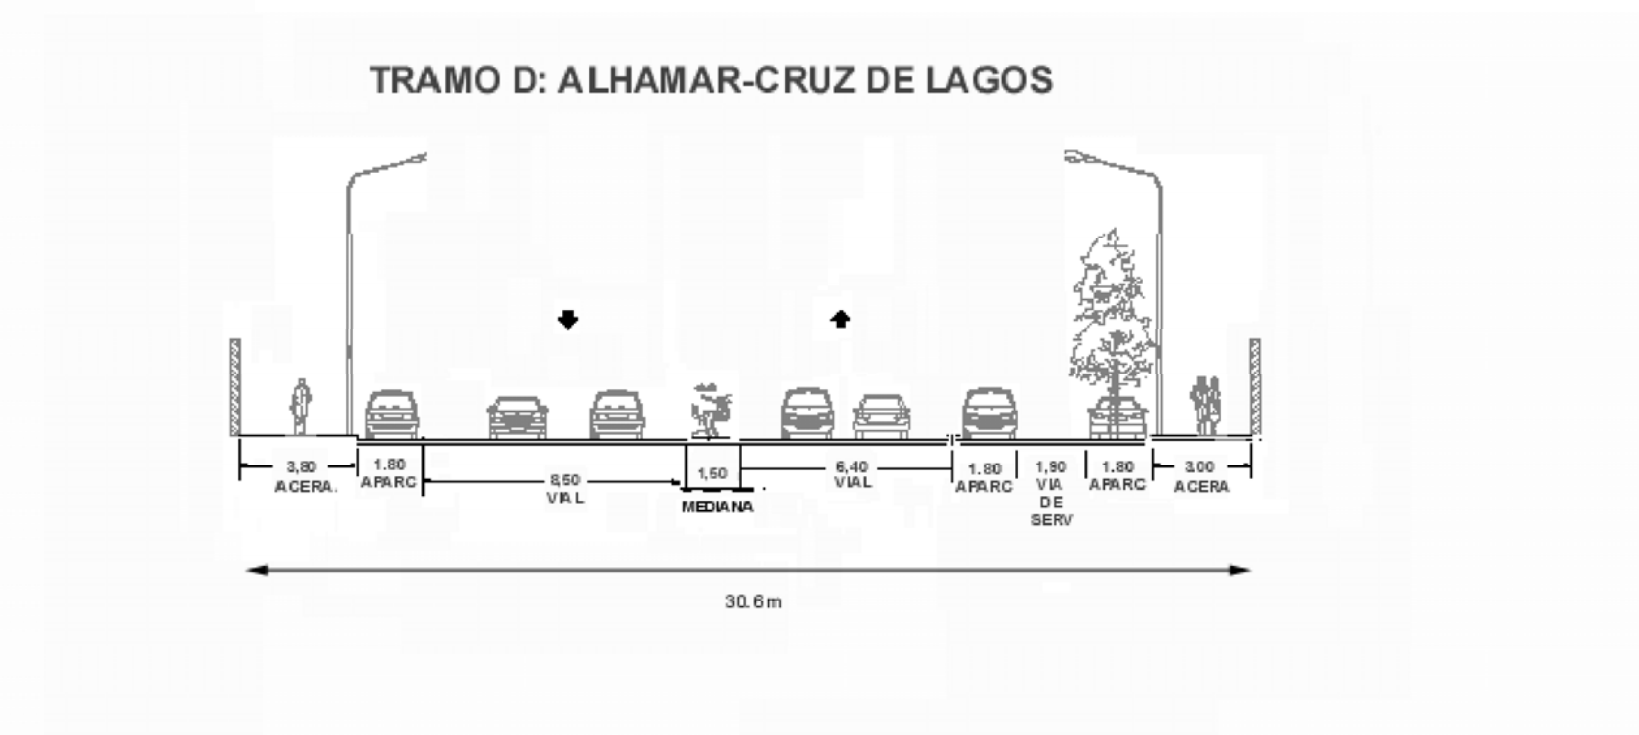 TRAMO D: ALHAMAR-CRUZ DE LAGOS
3,80
ACERA.
1.80
APARC
8,50
VIAL
1,50
MEDIANA
6,40
VIAL
1.80
APARC
1,90
VIA
DE
SERV
1.80
APARC
3.00
ACERA
30.6m